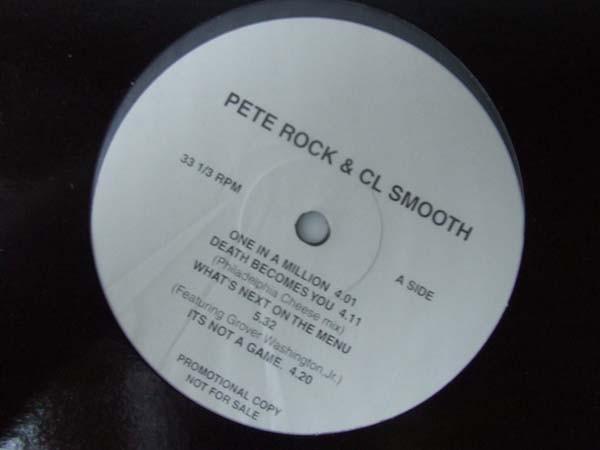 PETE ROCK & CL SMOOTH
33 1/3 RPM
A SIDE
ONE IN A MILLION 4.01
DEATH BECOMES YOU 4.11
(Philadelphia Cheese mix)
WHAT'S NEXT ON THE MENU
5.32
(Featuring Grover Washington,Jr.)
ITS NOT A GAME. 4.20
PROMOTIONAL COPY
NOT FOR SALE